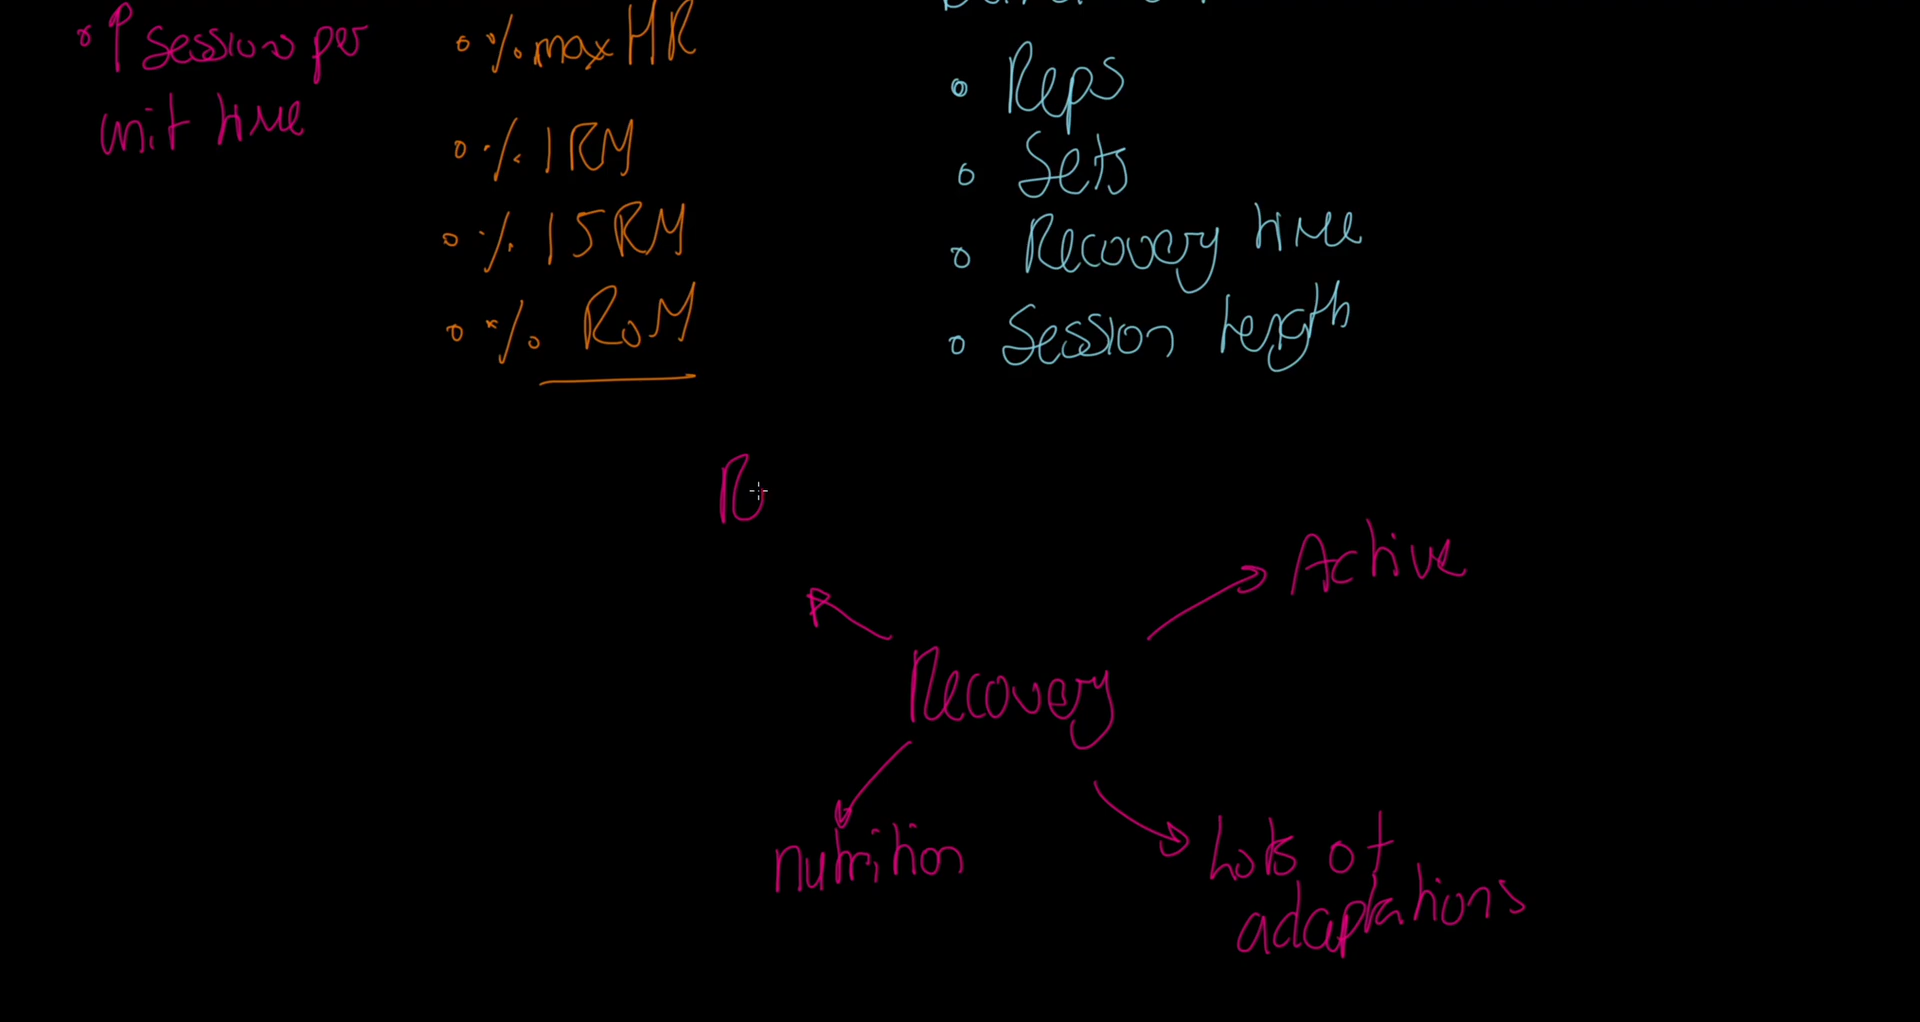 • ↑ Sessions per
unit time
• % max HR
• % 1RM
• % 15RM
• % RoM
• Reps
• Sets
• Recovery time
• Session length
Active
Recovery
nutrition
Lots of
adaptations